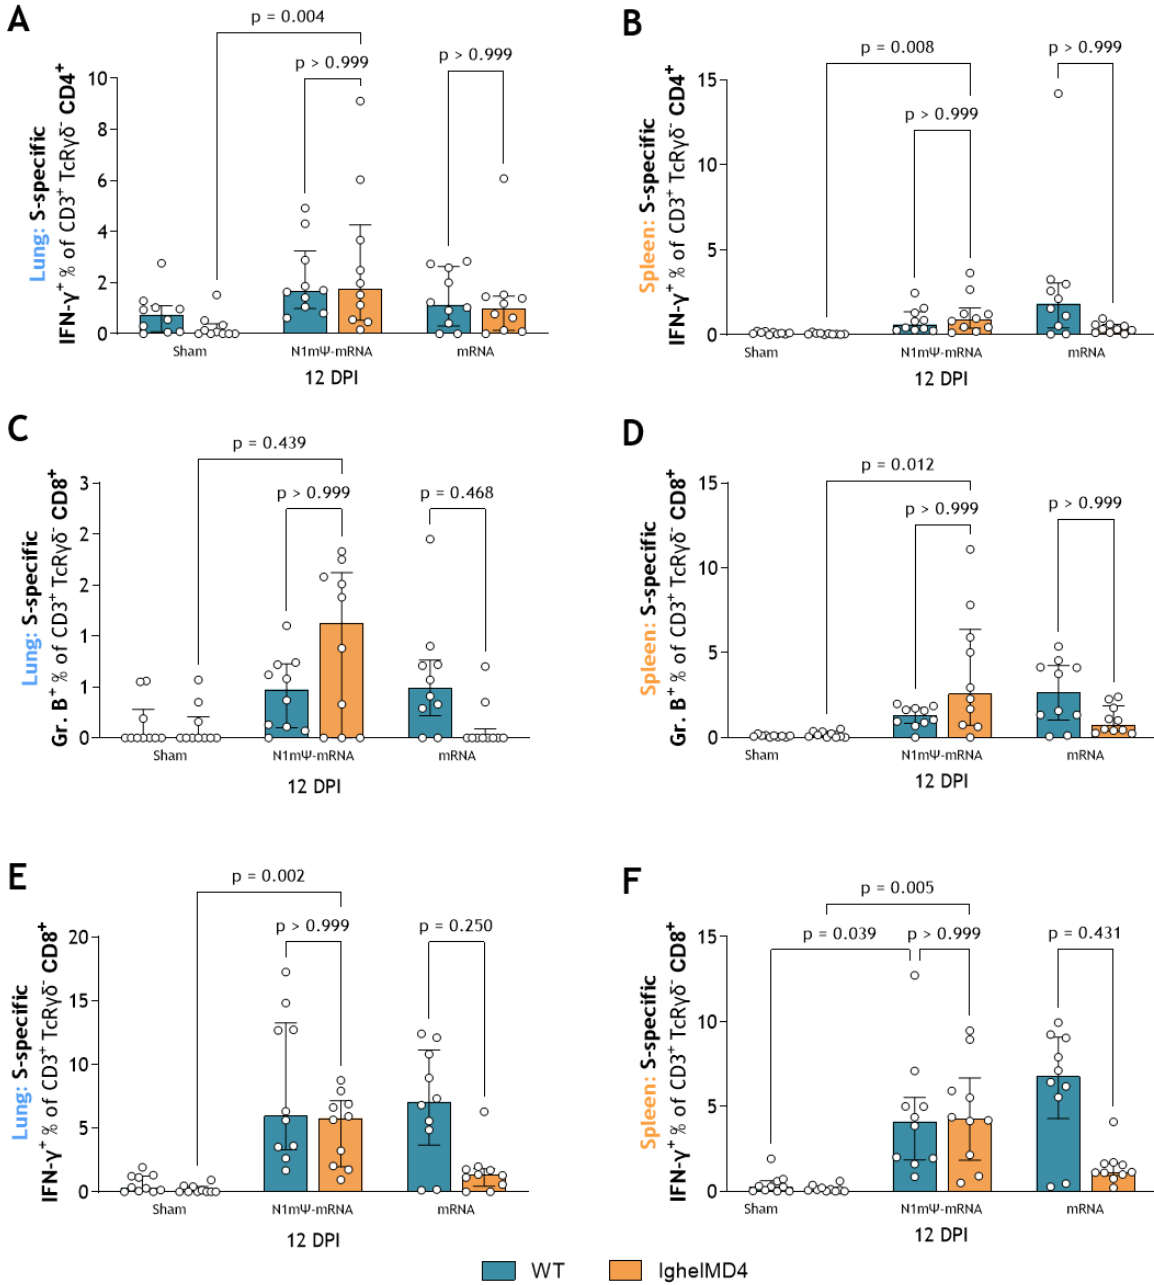 A
p = 0.004
p > 0.999
p > 0.999
Lung: S-specific
IFN-γ⁺ % of CD3⁺ TcRγδ⁻ CD4⁺
10
8
6
4
2
0
Sham
N1mΨ-mRNA
mRNA
12 DPI
B
p = 0.008
p > 0.999
p > 0.999
Spleen: S-specific
IFN-γ⁺ % of CD3⁺ TcRγδ⁻ CD4⁺
15
10
5
0
Sham
N1mΨ-mRNA
mRNA
12 DPI
C
p = 0.439
p > 0.999
p = 0.468
Lung: S-specific
Gr. B⁺ % of CD3⁺ TcRγδ⁻ CD8⁺
3
2
2
1
1
0
Sham
N1mΨ-mRNA
mRNA
12 DPI
D
p = 0.012
p > 0.999
p > 0.999
Spleen: S-specific
Gr. B⁺ % of CD3⁺ TcRγδ⁻ CD8⁺
15
10
5
0
Sham
N1mΨ-mRNA
mRNA
12 DPI
E
p = 0.002
p > 0.999
p = 0.250
Lung: S-specific
IFN-γ⁺ % of CD3⁺ TcRγδ⁻ CD8⁺
20
15
10
5
0
Sham
N1mΨ-mRNA
mRNA
12 DPI
F
p = 0.005
p = 0.039
p > 0.999
p = 0.431
Spleen: S-specific
IFN-γ⁺ % of CD3⁺ TcRγδ⁻ CD8⁺
15
10
5
0
Sham
N1mΨ-mRNA
mRNA
12 DPI
WT
IghelMD4